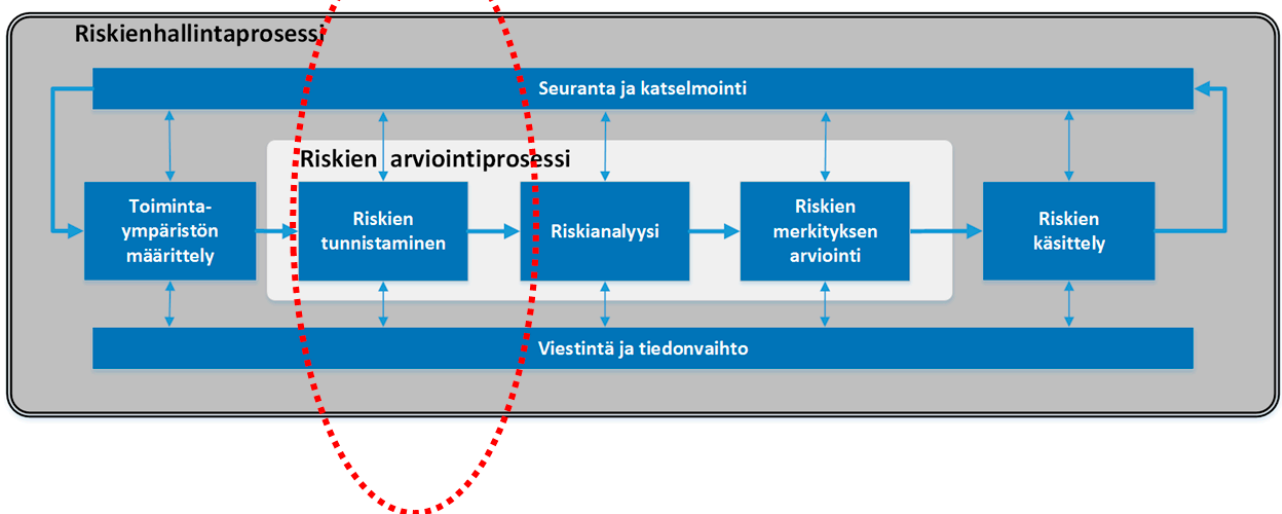 Riskienhallintaprosessi
Seuranta ja katselmointi
Riskien arviointiprosessi
Toiminta-
ympäristön
määrittely
Riskien
tunnistaminen
Riskianalyysi
Riskien
merkityksen
arviointi
Riskien
käsittely
Viestintä ja tiedonvaihto